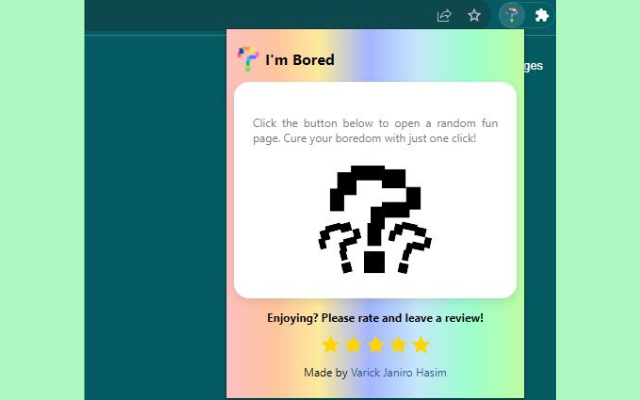 ges
I'm Bored
Click the button below to open a random fun
page. Cure your boredom with just one click!
Enjoying? Please rate and leave a review!
Made by Varick Janiro Hasim